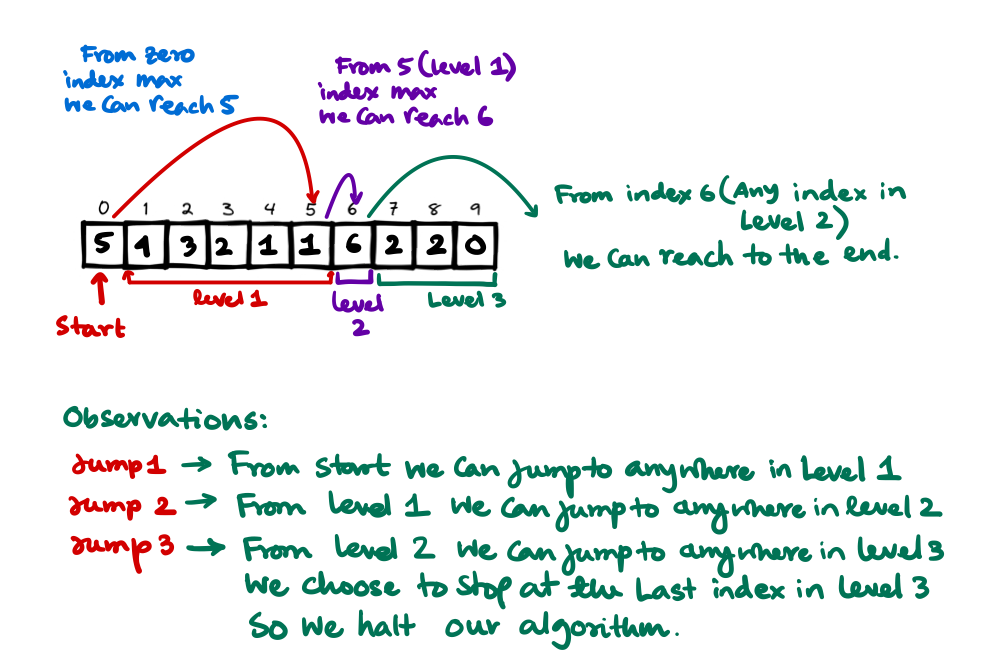 From zero
index max
we can reach 5
From 5 (level 1)
index max
we can reach 6
From index 6 (Any index in
Level 2)
we can reach to the end.
0 1 2 3 4 5 6 7 8 9
5 4 3 2 1 1 6 2 2 0
level 1
level
2
Level 3
Start
Observations:
Jump 1 → From start we can jump to anywhere in Level 1
Jump 2 → From level 1 we can jump to anywhere in level 2
Jump 3 → From level 2 we can jump to anywhere in level 3
we choose to stop at the Last index in level 3
So we halt our algorithm.